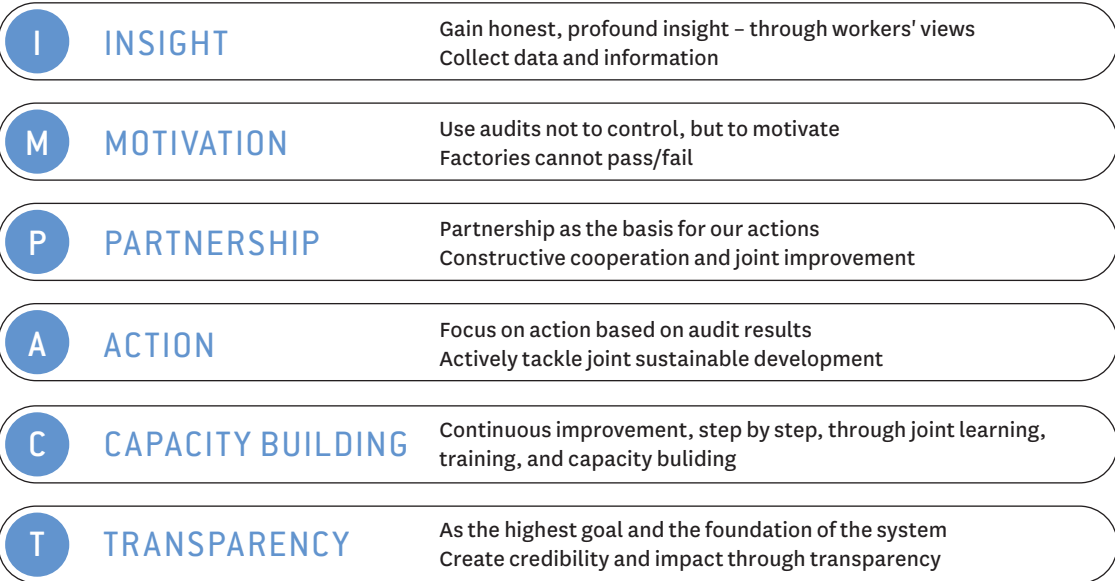 I INSIGHT
Gain honest, profound insight – through workers' views
Collect data and information
M MOTIVATION
Use audits not to control, but to motivate
Factories cannot pass/fail
P PARTNERSHIP
Partnership as the basis for our actions
Constructive cooperation and joint improvement
A ACTION
Focus on action based on audit results
Actively tackle joint sustainable development
C CAPACITY BUILDING
Continuous improvement, step by step, through joint learning,
training, and capacity buliding
T TRANSPARENCY
As the highest goal and the foundation of the system
Create credibility and impact through transparency